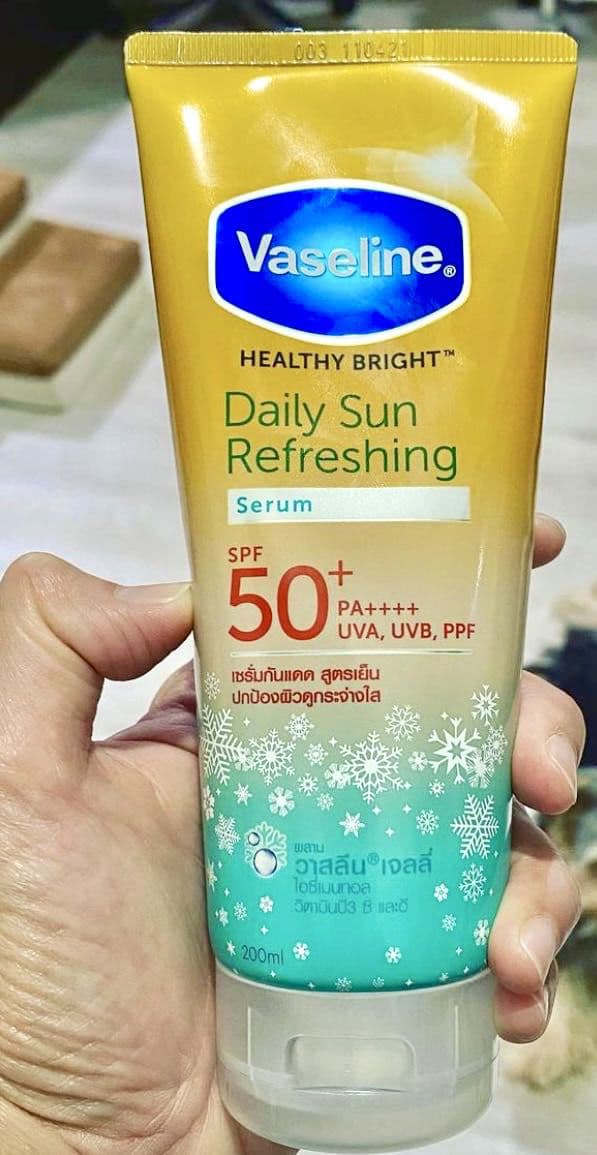 003 110421
Vaseline®
HEALTHY BRIGHT™
Daily Sun
Refreshing
Serum
SPF
50+
PA++++
UVA, UVB, PPF
เซรั่มกันแดด สูตรเย็น
ปกป้องผิวดูกระจ่างใส
ผสาน
วาสลีน®เจลลี่
ไอซี่เมนทอล
วิตามินบี3 ซี และอี
200ml